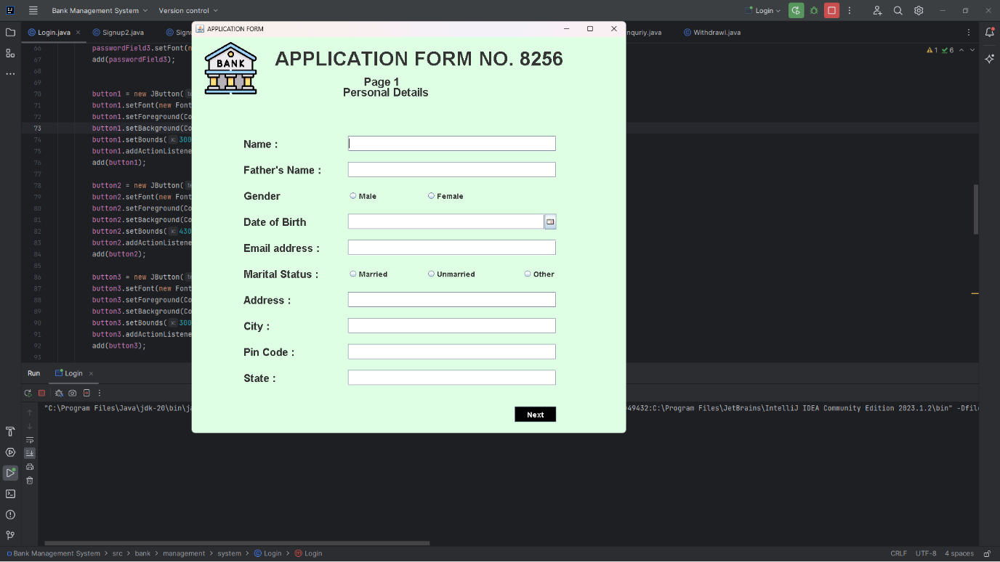 Bank Management System
Version control
Login
Login.java
Signup2.java
Signu
nquriy.java
Withdrawl.java
APPLICATION FORM
BANK
APPLICATION FORM NO. 8256
Page 1
Personal Details
Name :
Father's Name :
Gender
Male
Female
Date of Birth
Email address :
Marital Status :
Married
Unmarried
Other
Address :
City :
Pin Code :
State :
Next
1
6
66 passwordField3.setFont(n
67 add(passwordField3);
68
69
70 button1 = new JButton( te
71 button1.setFont(new Font
72 button1.setForeground(Co
73 button1.setBackground(Co
74 button1.setBounds( x: 300
75 button1.addActionListene
76 add(button1);
77
78 button2 = new JButton( te
79 button2.setFont(new Font
80 button2.setForeground(Co
81 button2.setBackground(Co
82 button2.setBounds( x: 430
83 button2.addActionListene
84 add(button2);
85
86 button3 = new JButton( te
87 button3.setFont(new Font
88 button3.setForeground(Co
89 button3.setBackground(Co
90 button3.setBounds( x: 300
91 button3.addActionListene
92 add(button3);
93
Run
Login
"C:\Program Files\Java\jdk-20\bin\ja
49432:C:\Program Files\JetBrains\IntelliJ IDEA Community Edition 2023.1.2\bin" -Dfile
Bank Management System > src > bank > management > system > Login > Login
CRLF
UTF-8
4 spaces